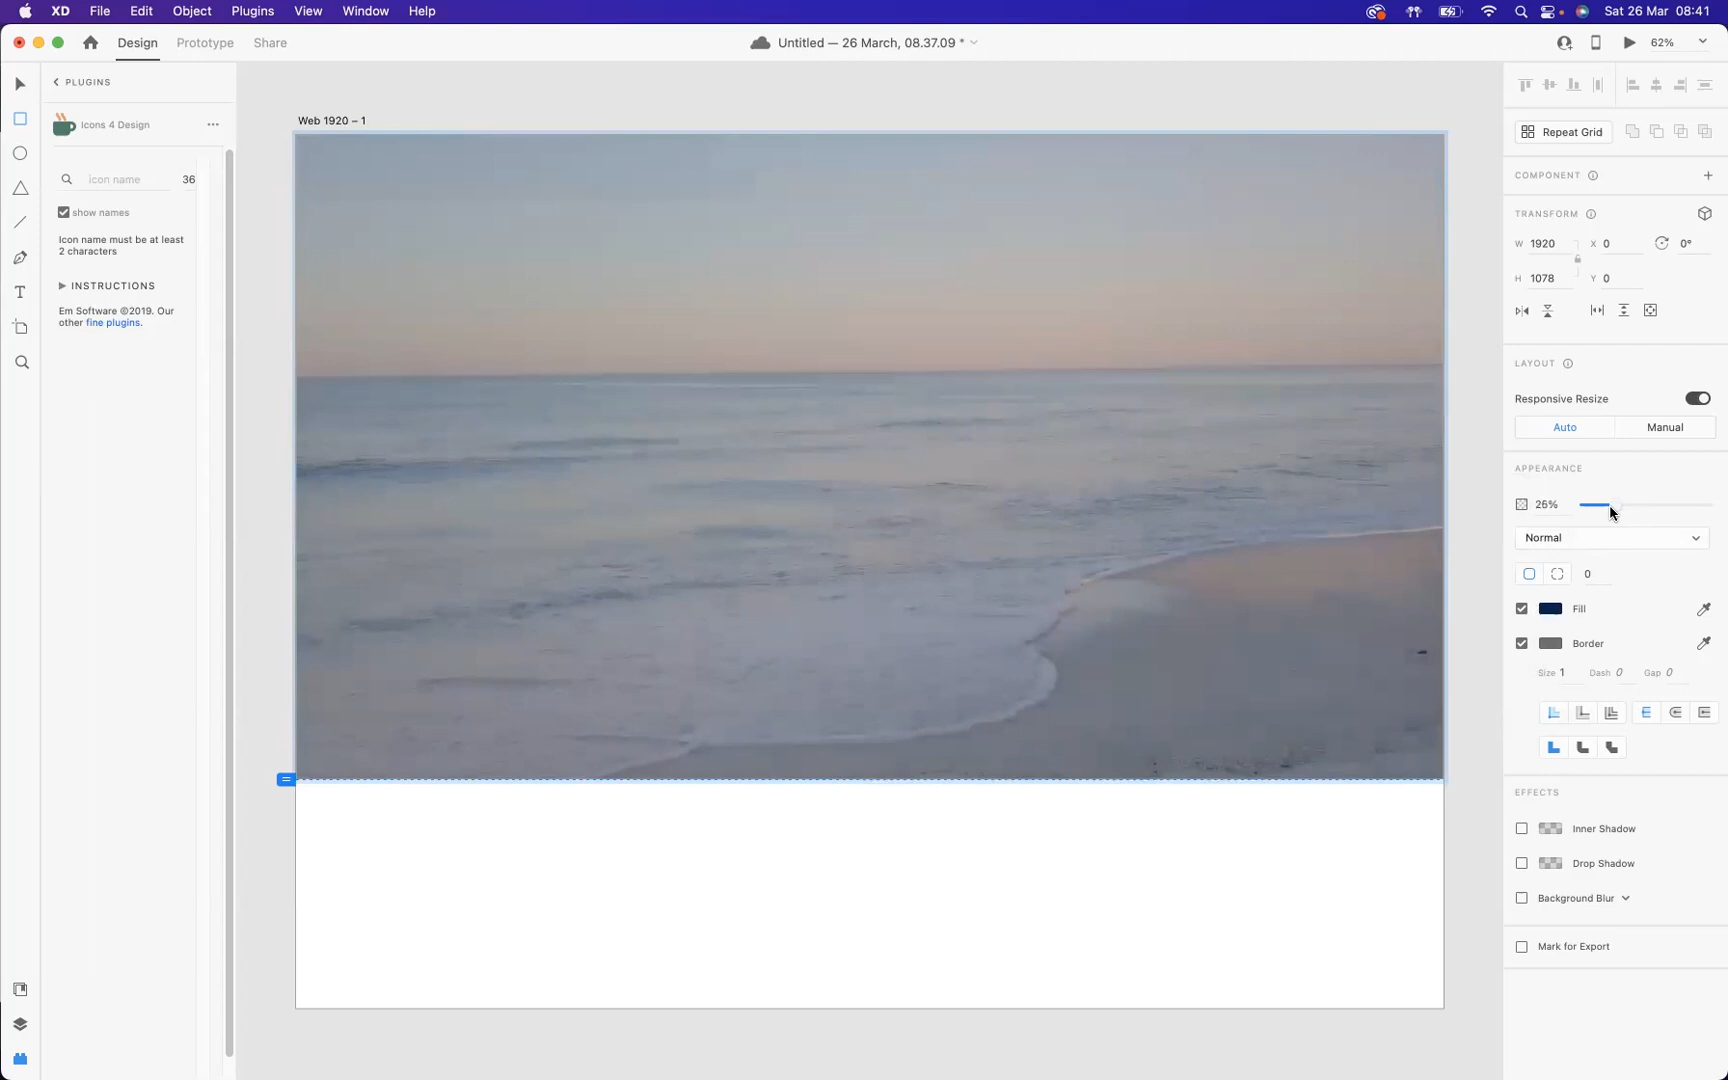 XD File Edit Object Plugins View Window Help Sat 26 Mar 08:41
Design Prototype Share Untitled — 26 March, 08.37.09 * 62%
PLUGINS
Icons 4 Design
icon name 36
show names
Icon name must be at least
2 characters
INSTRUCTIONS
Em Software ©2019. Our
other fine plugins.
Web 1920 – 1
Repeat Grid
COMPONENT
TRANSFORM
W 1920 X 0 0°
H 1078 Y 0
LAYOUT
Responsive Resize
Auto Manual
APPEARANCE
25%
Normal
0
Fill
Border
Size 1 Dash 0 Gap 0
EFFECTS
Inner Shadow
Drop Shadow
Background Blur
Mark for Export